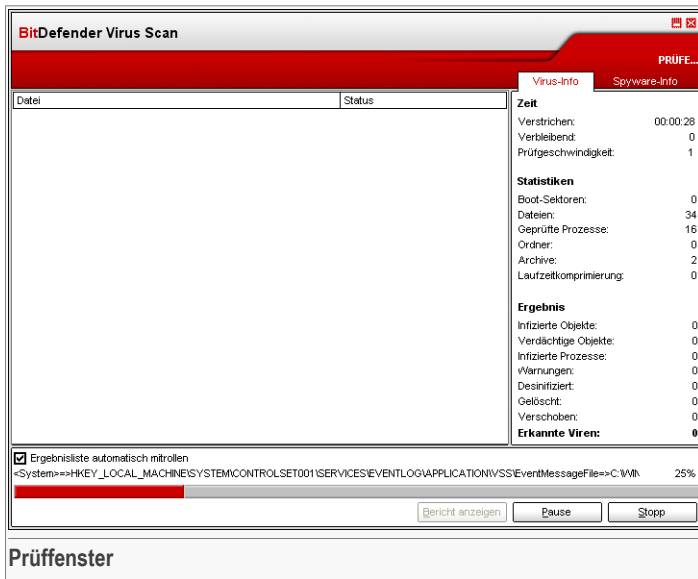 BitDefender Virus Scan
PRÜFE...
Virus-Info Spyware-Info
Datei Status
Zeit
Verstrichen: 00:00:28
Verbleibend: 0
Prüfgeschwindigkeit: 1
Statistiken
Boot-Sektoren: 0
Dateien: 34
Geprüfte Prozesse: 16
Ordner: 0
Archive: 2
Laufzeitkomprimierung: 0
Ergebnis
Infizierte Objekte: 0
Verdächtige Objekte: 0
Infizierte Prozesse: 0
Warnungen: 0
Desinifiziert: 0
Gelöscht: 0
Verschoben: 0
Erkannte Viren: 0
Ergebnisliste automatisch mitrollen
<System>=>HKEY_LOCAL_MACHINE\SYSTEM\CONTROLSET001\SERVICES\EVENTLOG\APPLICATION\VSS\EventMessageFile=>C:\WIN 25%
Bericht anzeigen Pause Stopp
Prüffenster